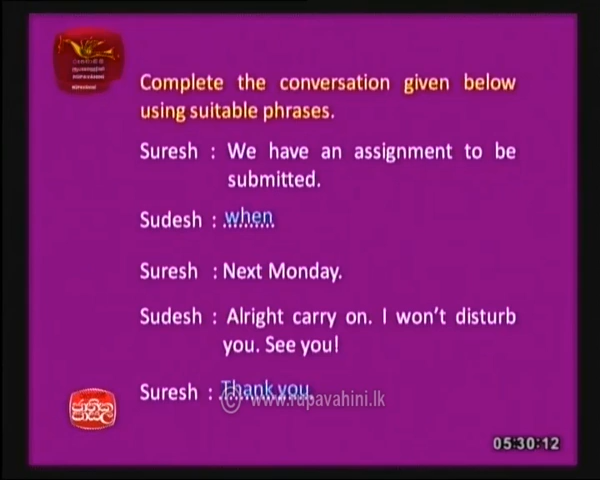 Complete the conversation given below
using suitable phrases.
Suresh : We have an assignment to be
submitted.
Sudesh : ..when......
Suresh : Next Monday.
Sudesh : Alright carry on. I won't disturb
you. See you!
Suresh : .Thank you.
© www.rupavahini.lk
ජාතික
පාසල
05:30:12